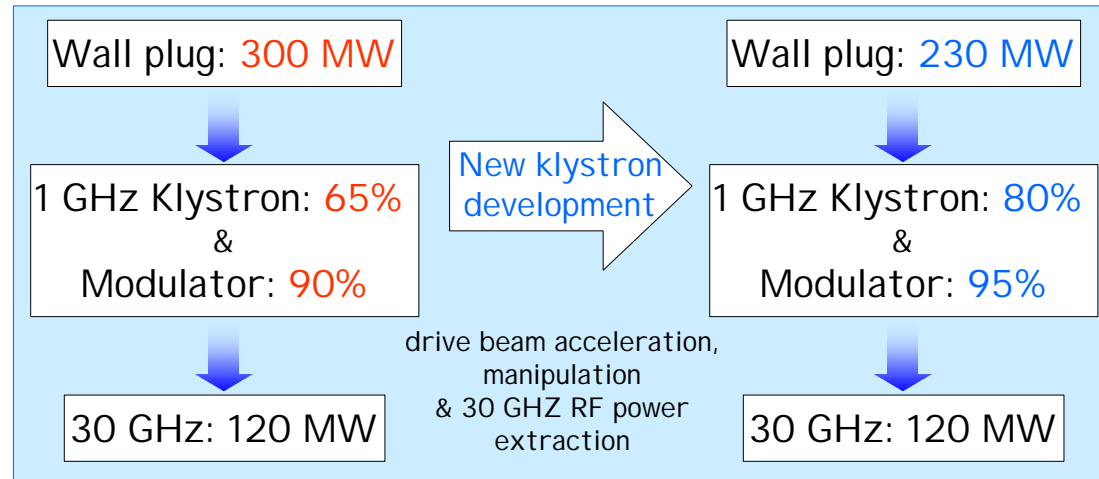 Wall plug: 300 MW
1 GHz Klystron: 65%
&
Modulator: 90%
30 GHz: 120 MW
New klystron
development
drive beam acceleration,
manipulation
& 30 GHZ RF power
extraction
Wall plug: 230 MW
1 GHz Klystron: 80%
&
Modulator: 95%
30 GHz: 120 MW